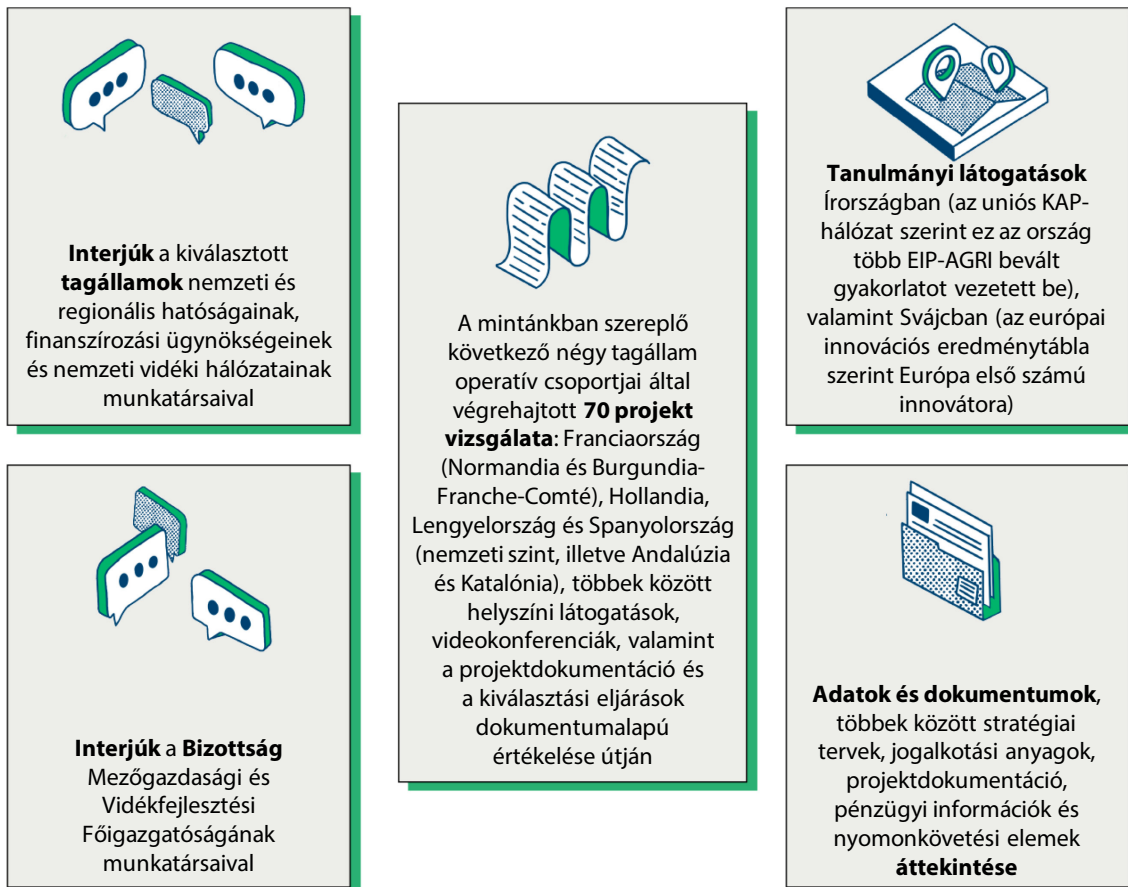 Interjúk a kiválasztott
tagállamok nemzeti és
regionális hatóságainak,
finanszírozási ügynökségeinek
és nemzeti vidéki hálózatainak
munkatársaival
Interjúk a Bizottság
Mezőgazdasági és
Vidékfejlesztési
Főigazgatóságának
munkatársaival
A mintánkban szereplő
következő négy tagállam
operatív csoportjai által
végrehajtott 70 projekt
vizsgálata: Franciaország
(Normandia és Burgundia-
Franche-Comté), Hollandia,
Lengyelország és Spanyolország
(nemzeti szint, illetve Andalúzia
és Katalónia), többek között
helyszíni látogatások,
videokonferenciák, valamint
a projektdokumentáció és
a kiválasztási eljárások
dokumentumalapú
értékelése útján
Tanulmányi látogatások
Írországban (az uniós KAP-
hálózat szerint ez az ország
több EIP-AGRI bevált
gyakorlatot vezetett be),
valamint Svájcban (az európai
innovációs eredménytábla
szerint Európa első számú
innovátora)
Adatok és dokumentumok,
többek között stratégiai
tervek, jogalkotási anyagok,
projektdokumentáció,
pénzügyi információk és
nyomonkövetési elemek
áttekintése